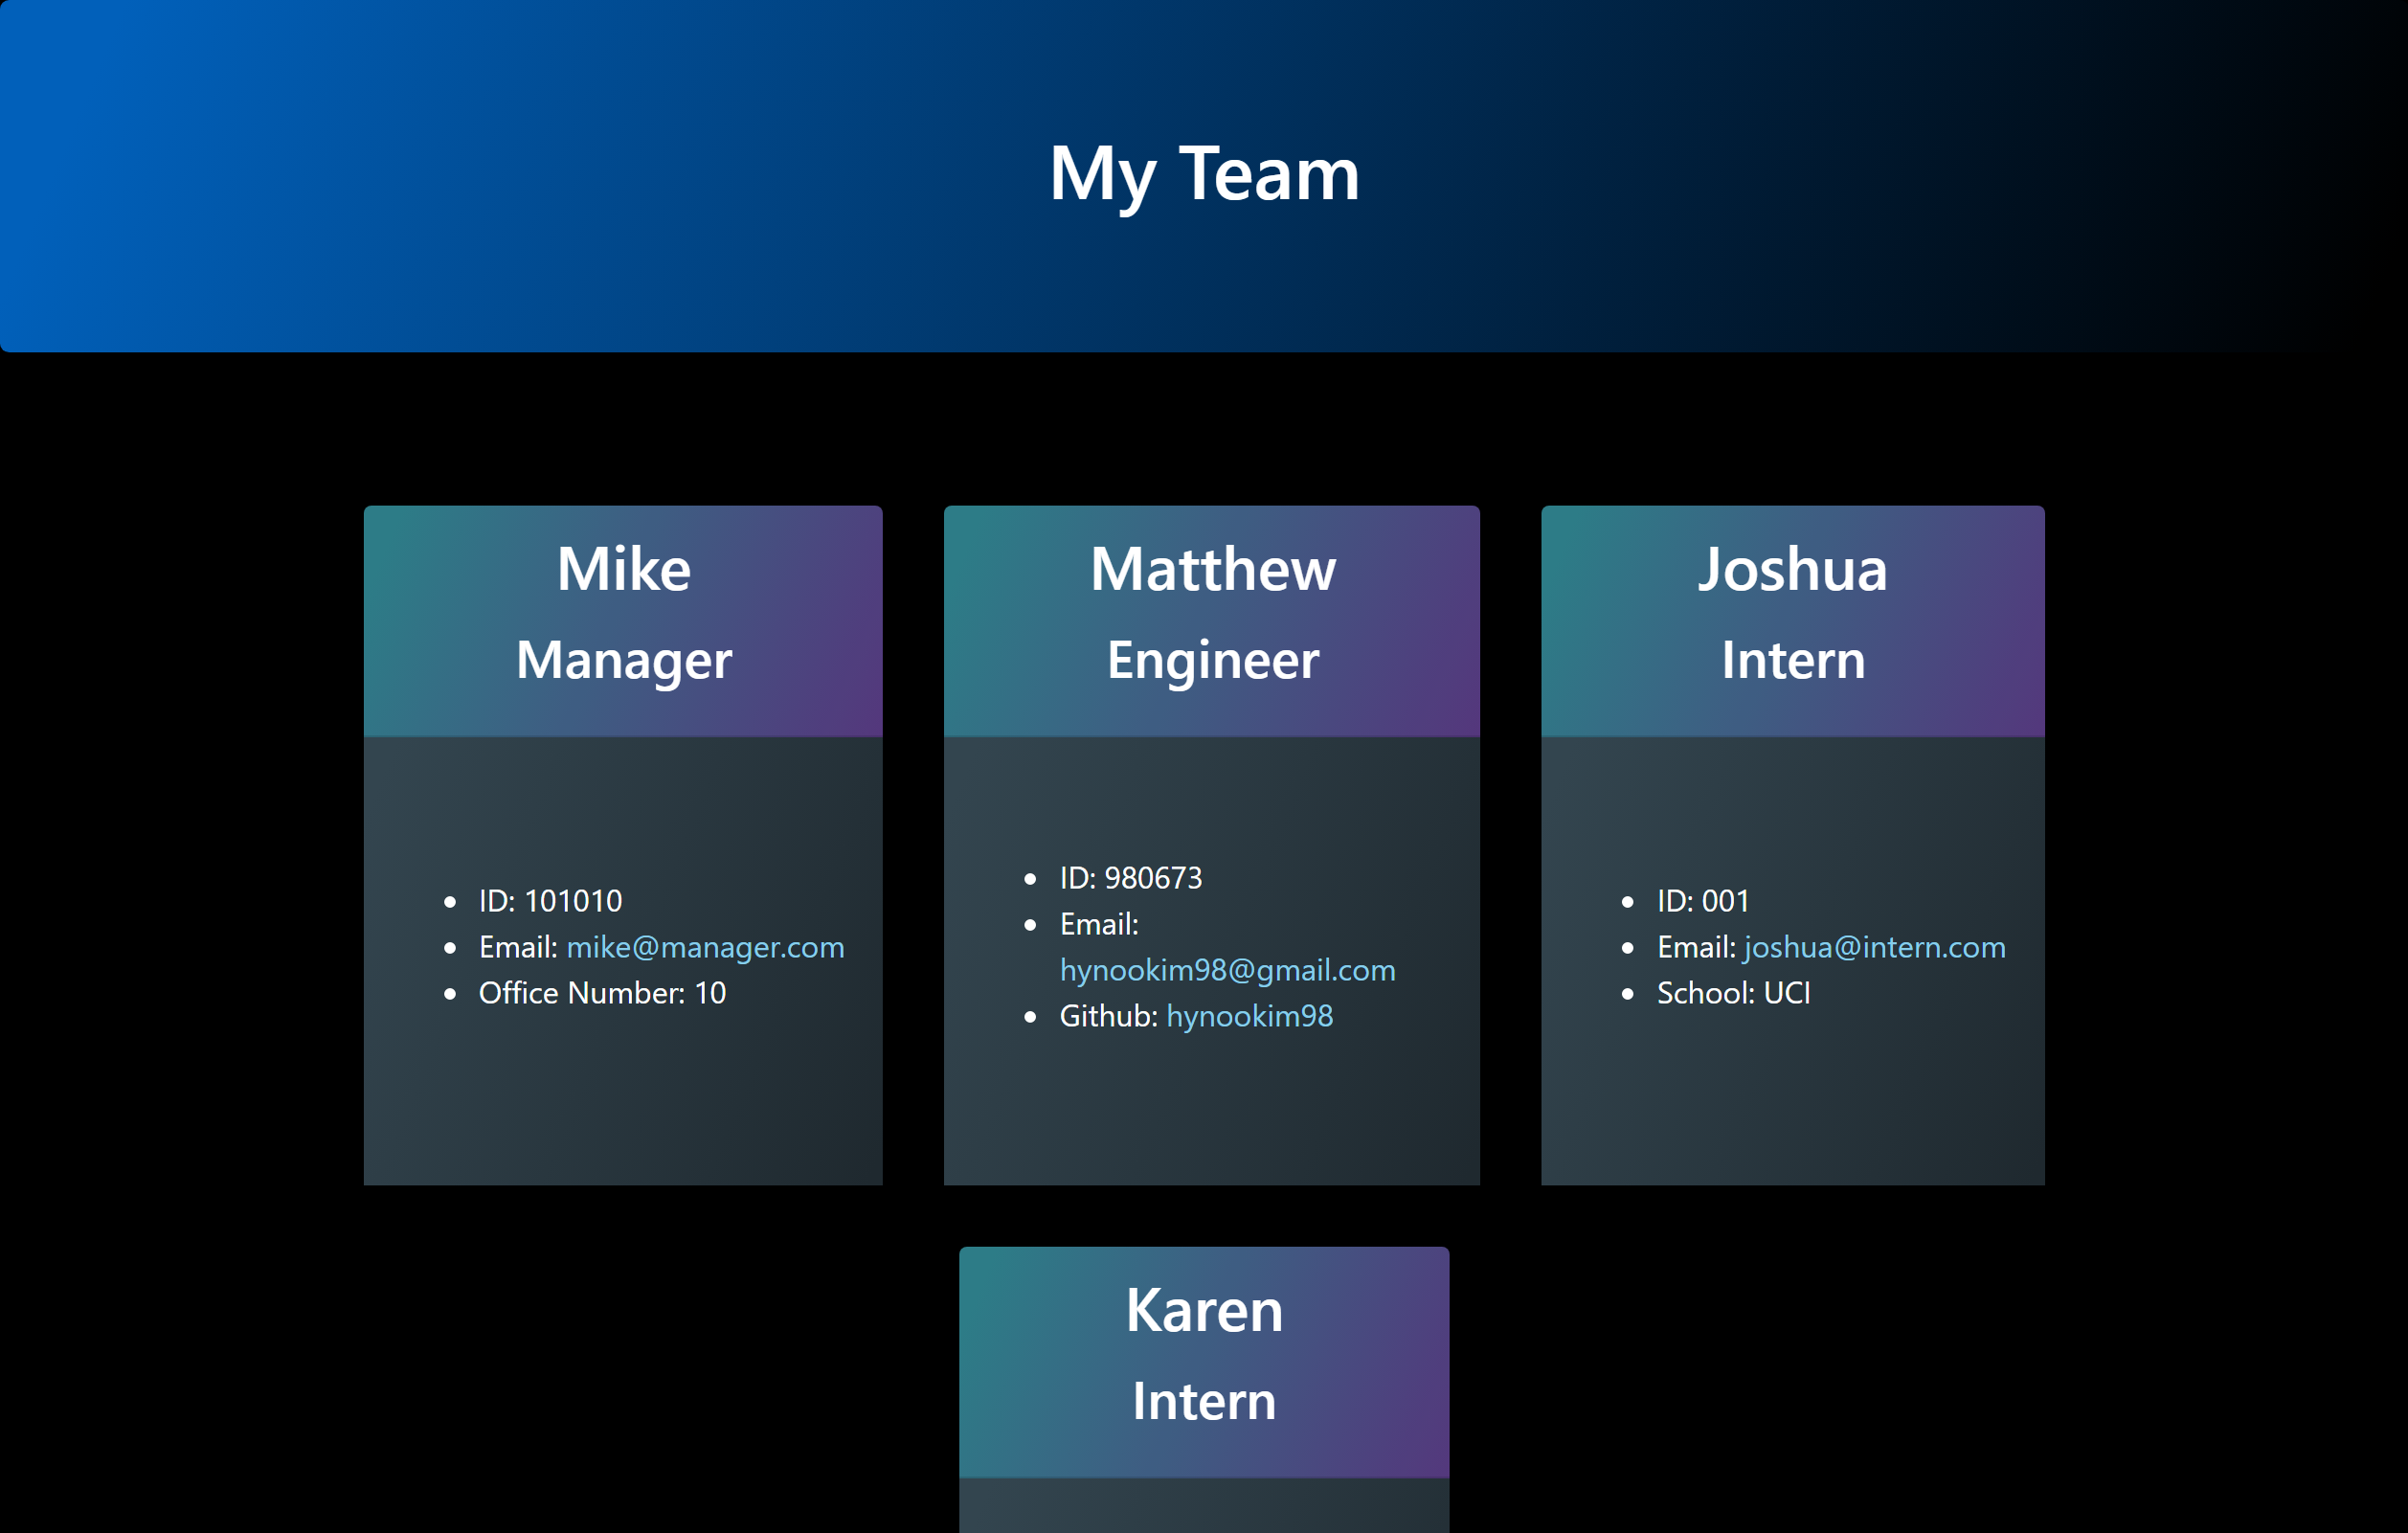 My Team
Mike
Manager
ID: 101010
Email: mike@manager.com
Office Number: 10
Matthew
Engineer
ID: 980673
Email:
hynookim98@gmail.com
Github: hynookim98
Joshua
Intern
ID: 001
Email: joshua@intern.com
School: UCI
Karen
Intern